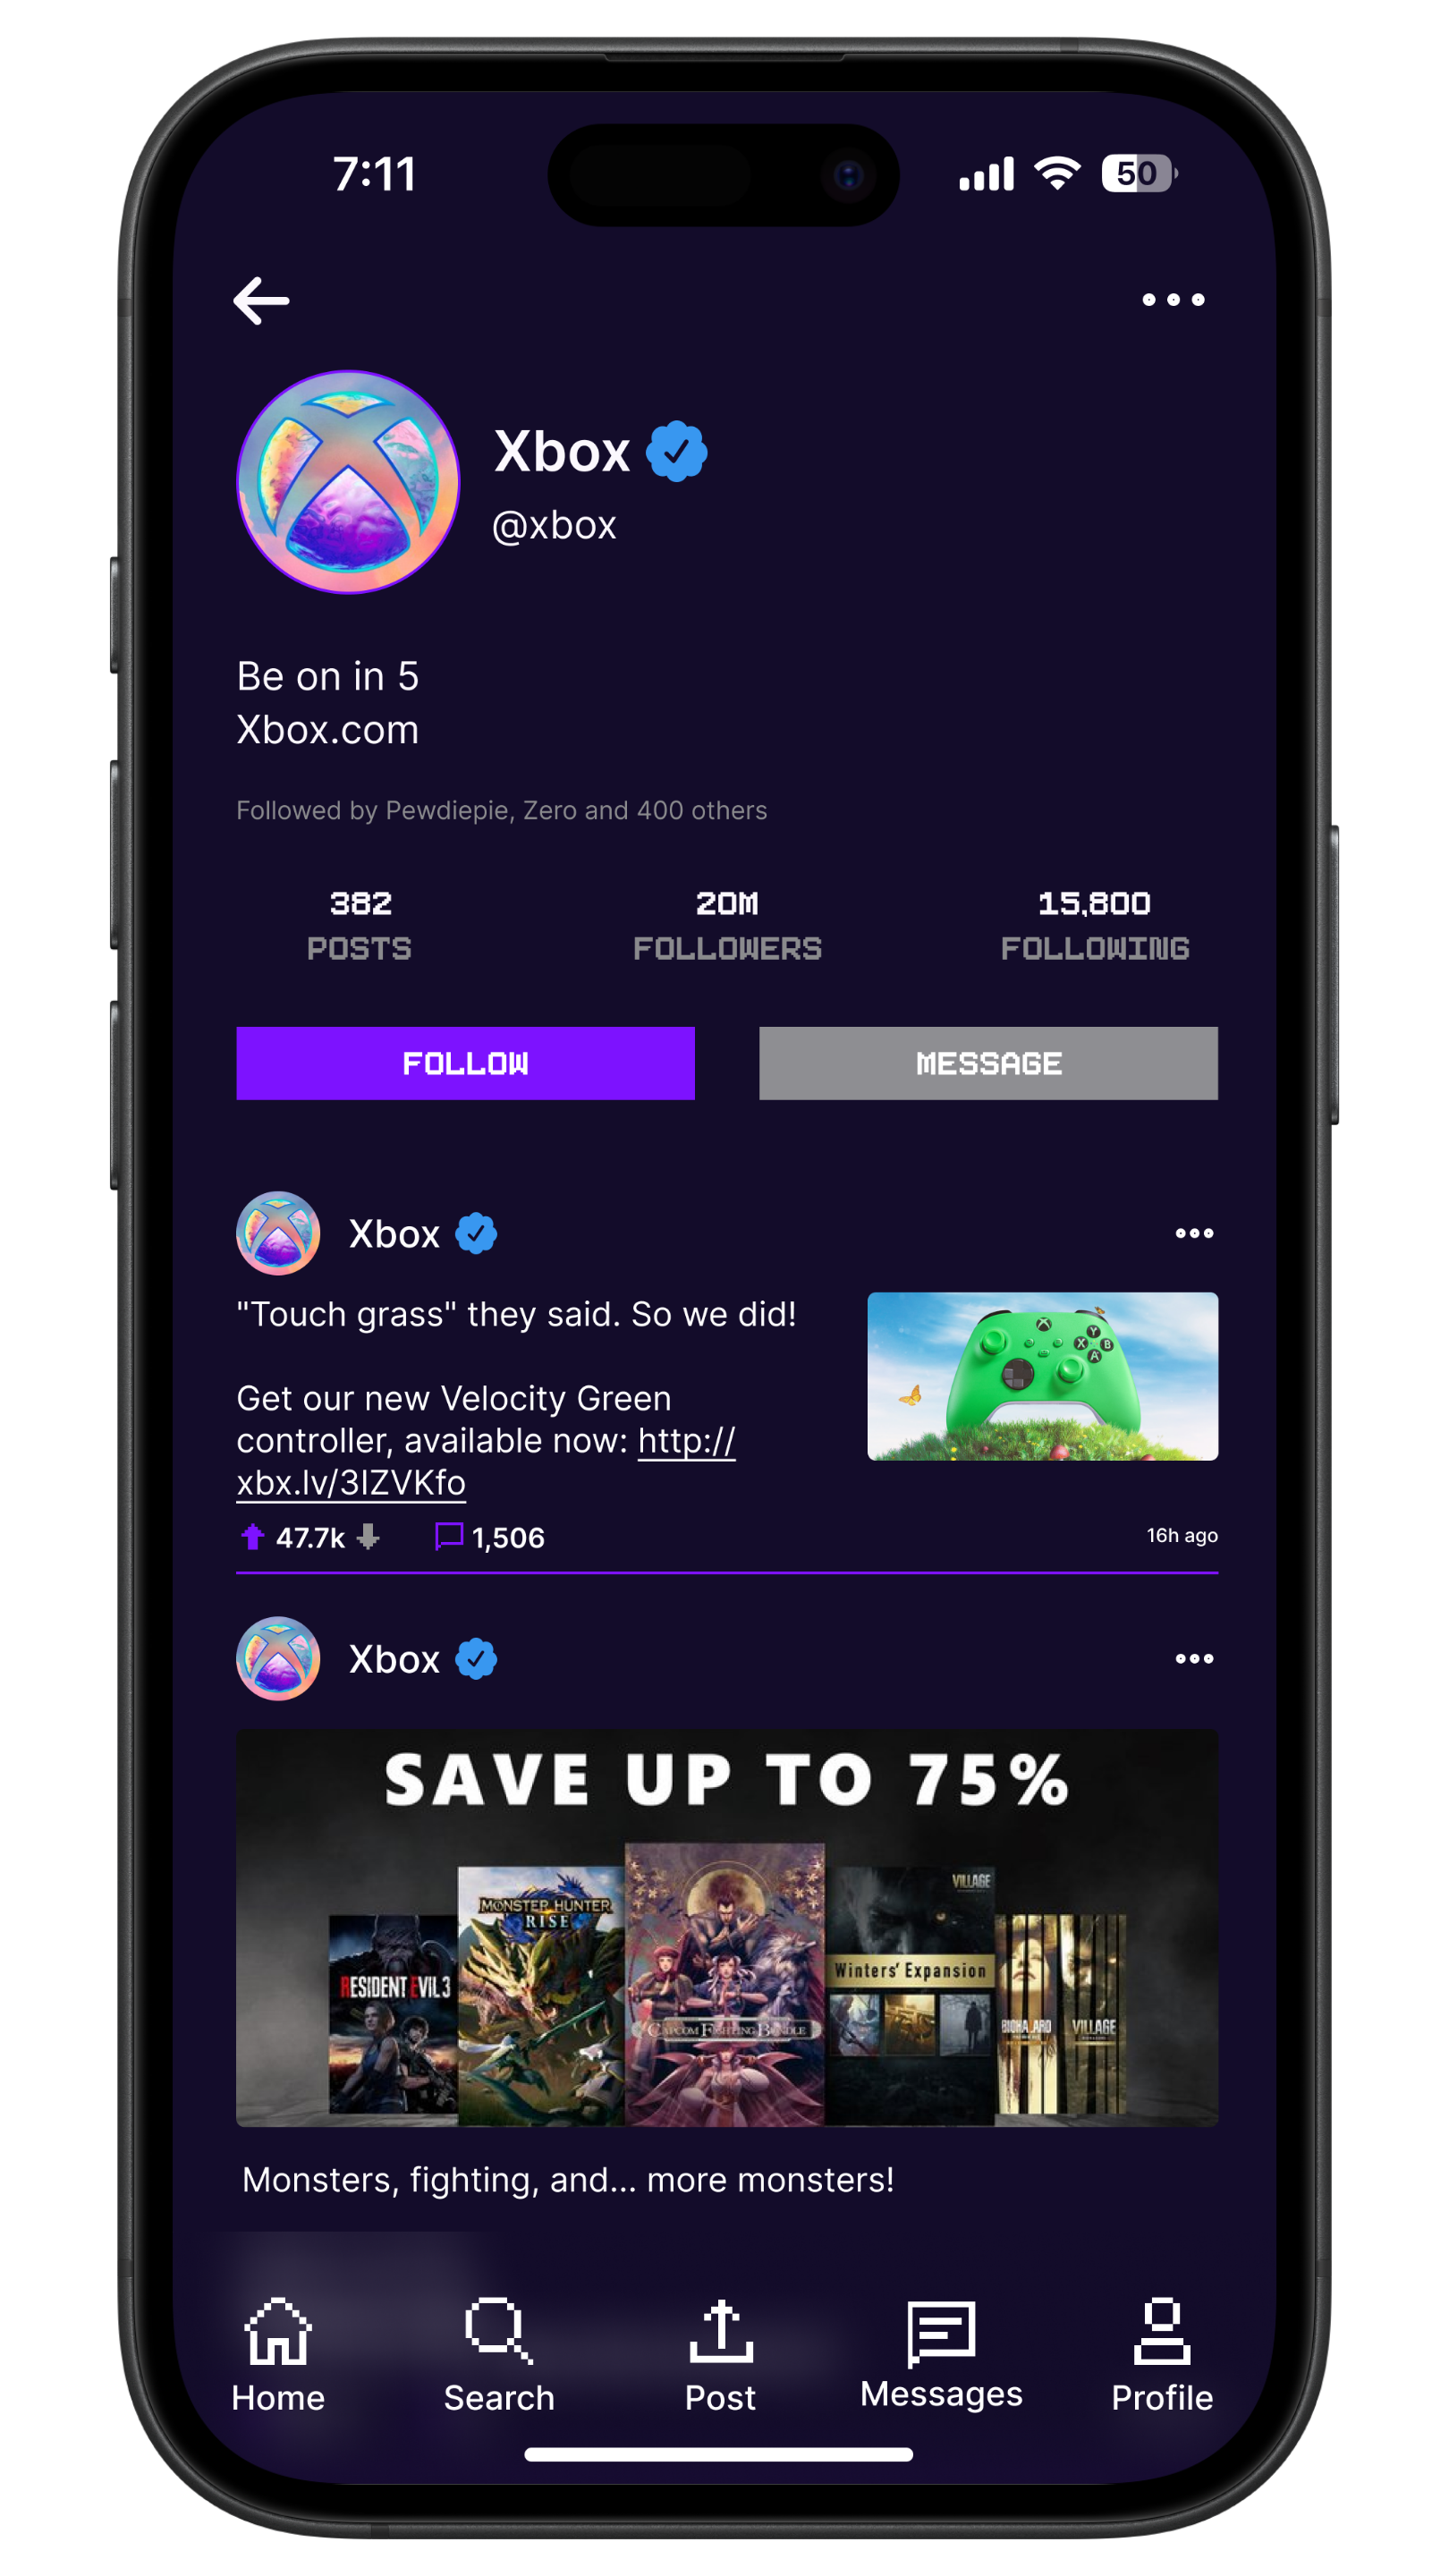 7:11
50
Xbox
@xbox
Be on in 5
Xbox.com
Followed by Pewdiepie, Zero and 400 others
382
POSTS
20M
FOLLOWERS
15,800
FOLLOWING
FOLLOW
MESSAGE
Xbox
"Touch grass" they said. So we did!
Get our new Velocity Green
controller, available now: http://
xbx.lv/3IZVKfo
Y
X
B
A
47.7k
1,506
16h ago
Xbox
SAVE UP TO 75%
RESIDENT EVIL 3
MONSTER HUNTER
RISE
CAPCOM FIGHTING BUNDLE
VILLAGE
Winters' Expansion
BIOHAZARD
VILLAGE
Monsters, fighting, and... more monsters!
Home
Search
Post
Messages
Profile